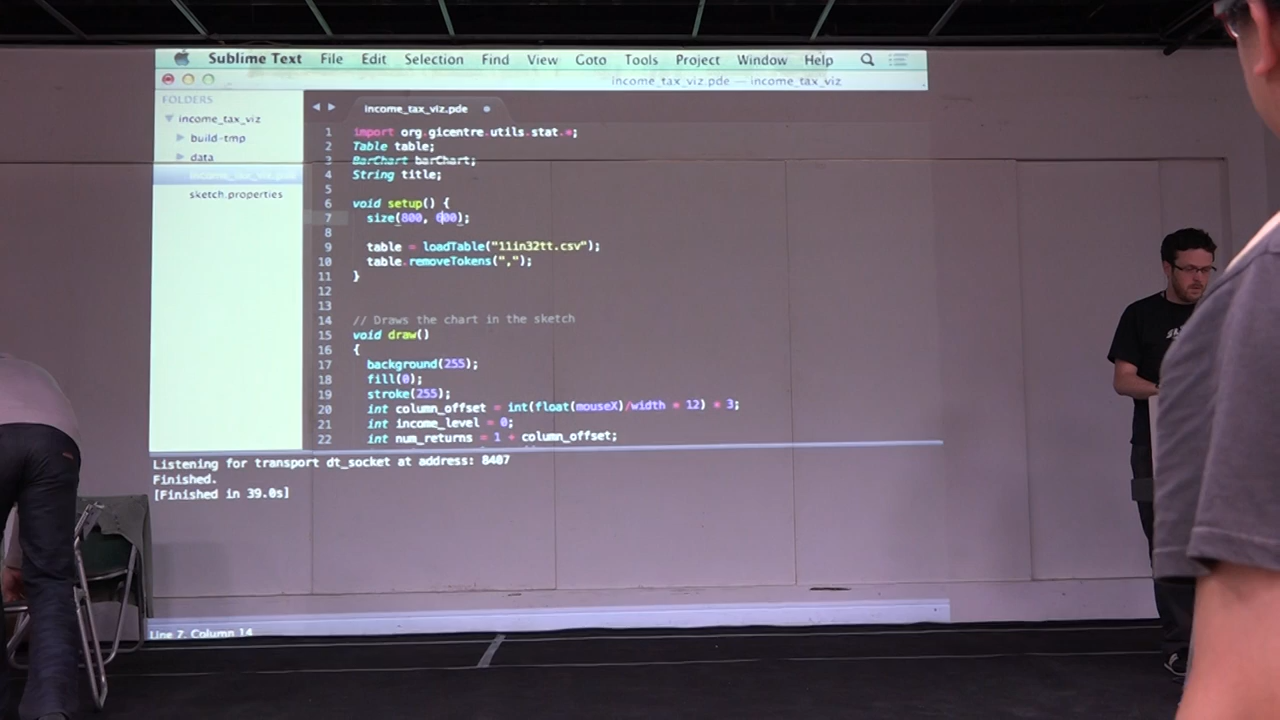 Sublime Text File Edit Selection Find View Goto Tools Project Window Help
income_tax_viz.pde — income_tax_viz
FOLDERS
income_tax_viz
build-tmp
data
income_tax_viz.pde
sketch.properties
income_tax_viz.pde
1 import org.gicentre.utils.stat.*;
2 Table table;
3 BarChart barChart;
4 String title;
5
6 void setup() {
7 size(800, 600);
8
9 table = loadTable("11in32tt.csv");
10 table.removeTokens(",");
11 }
12
13
14 // Draws the chart in the sketch
15 void draw()
16 {
17 background(255);
18 fill(0);
19 stroke(255);
20 int column_offset = int(float(mouseX)/width * 12) * 3;
21 int income_level = 0;
22 int num_returns = 1 + column_offset;
Listening for transport dt_socket at address: 8407
Finished.
[Finished in 39.0s]
Line 7, Column 14